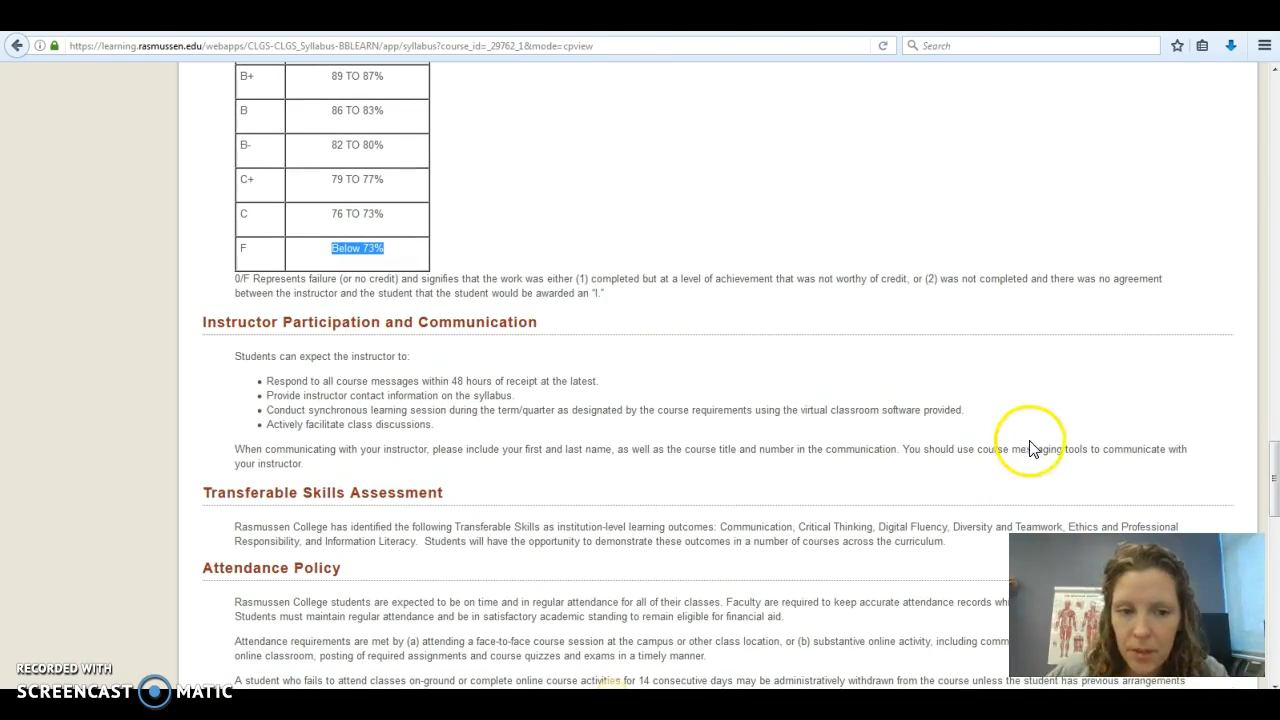 https://learning.rasmussen.edu/webapps/CLGS-CLGS_Syllabus-BBLEARN/app/syllabus?course_id=_29762_1&mode=cpview
Search
B+ 89 TO 87%
B 86 TO 83%
B- 82 TO 80%
C+ 79 TO 77%
C 76 TO 73%
F Below 73%
0/F Represents failure (or no credit) and signifies that the work was either (1) completed but at a level of achievement that was not worthy of credit, or (2) was not completed and there was no agreement
between the instructor and the student that the student would be awarded an “I.”
Instructor Participation and Communication
Students can expect the instructor to:
• Respond to all course messages within 48 hours of receipt at the latest.
• Provide instructor contact information on the syllabus.
• Conduct synchronous learning session during the term/quarter as designated by the course requirements using the virtual classroom software provided.
• Actively facilitate class discussions.
When communicating with your instructor, please include your first and last name, as well as the course title and number in the communication. You should use course messaging tools to communicate with
your instructor.
Transferable Skills Assessment
Rasmussen College has identified the following Transferable Skills as institution-level learning outcomes: Communication, Critical Thinking, Digital Fluency, Diversity and Teamwork, Ethics and Professional
Responsibility, and Information Literacy. Students will have the opportunity to demonstrate these outcomes in a number of courses across the curriculum.
Attendance Policy
Rasmussen College students are expected to be on time and in regular attendance for all of their classes. Faculty are required to keep accurate attendance records
Students must maintain regular attendance and be in satisfactory academic standing to remain eligible for financial aid.
Attendance requirements are met by (a) attending a face-to-face course session at the campus or other class location, or (b) substantive online activity, including
online classroom, posting of required assignments and course quizzes and exams in a timely manner.
A student who fails to attend classes on-ground or complete online course activities for 14 consecutive days may be administratively withdrawn from the course unless the student has previous arrangements
RECORDED WITH
SCREENCAST MATIC